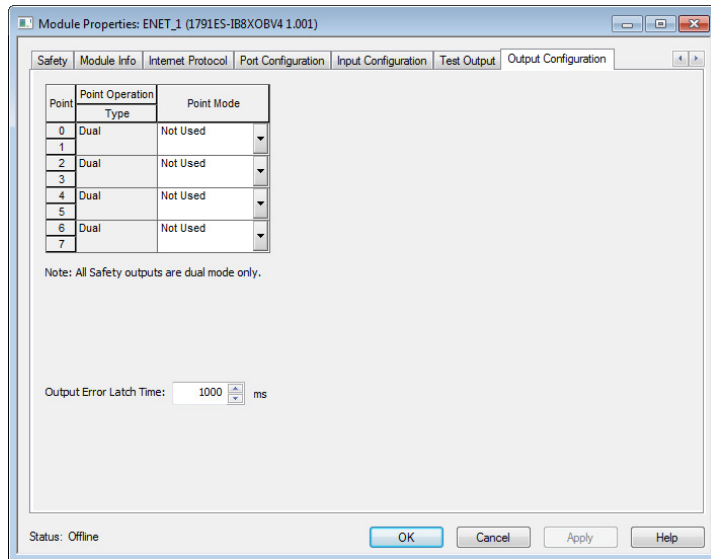 Module Properties: ENET_1 (1791ES-IB8XOBV4 1.001)
Safety Module Info Internet Protocol Port Configuration Input Configuration Test Output Output Configuration
Point Point Operation Point Mode
Type
0 Dual Not Used
1
2 Dual Not Used
3
4 Dual Not Used
5
6 Dual Not Used
7
Note: All Safety outputs are dual mode only.
Output Error Latch Time: 1000 ms
Status: Offline OK Cancel Apply Help